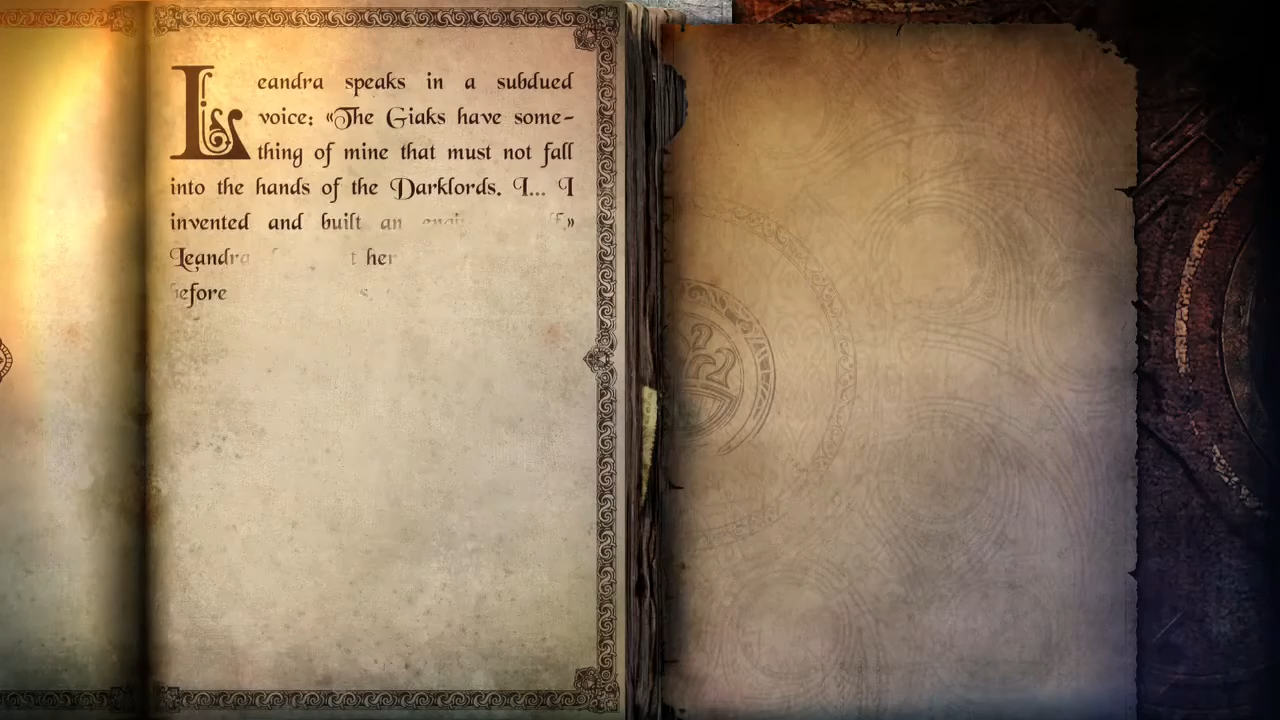 Leandra speaks in a subdued
voice: «The Giaks have some-
thing of mine that must not fall
into the hands of the Darklords. I... I
invented and built an
Leandra her
before